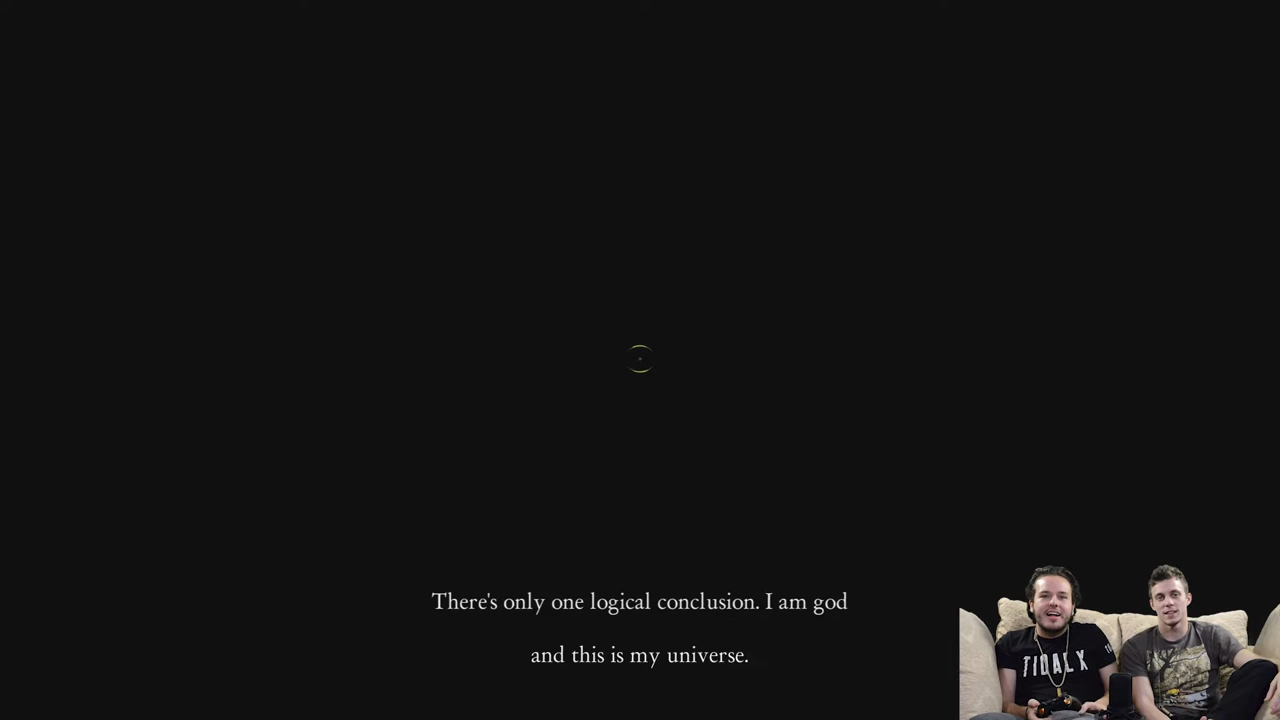 There's only one logical conclusion. I am god
and this is my universe.
TIDAL X